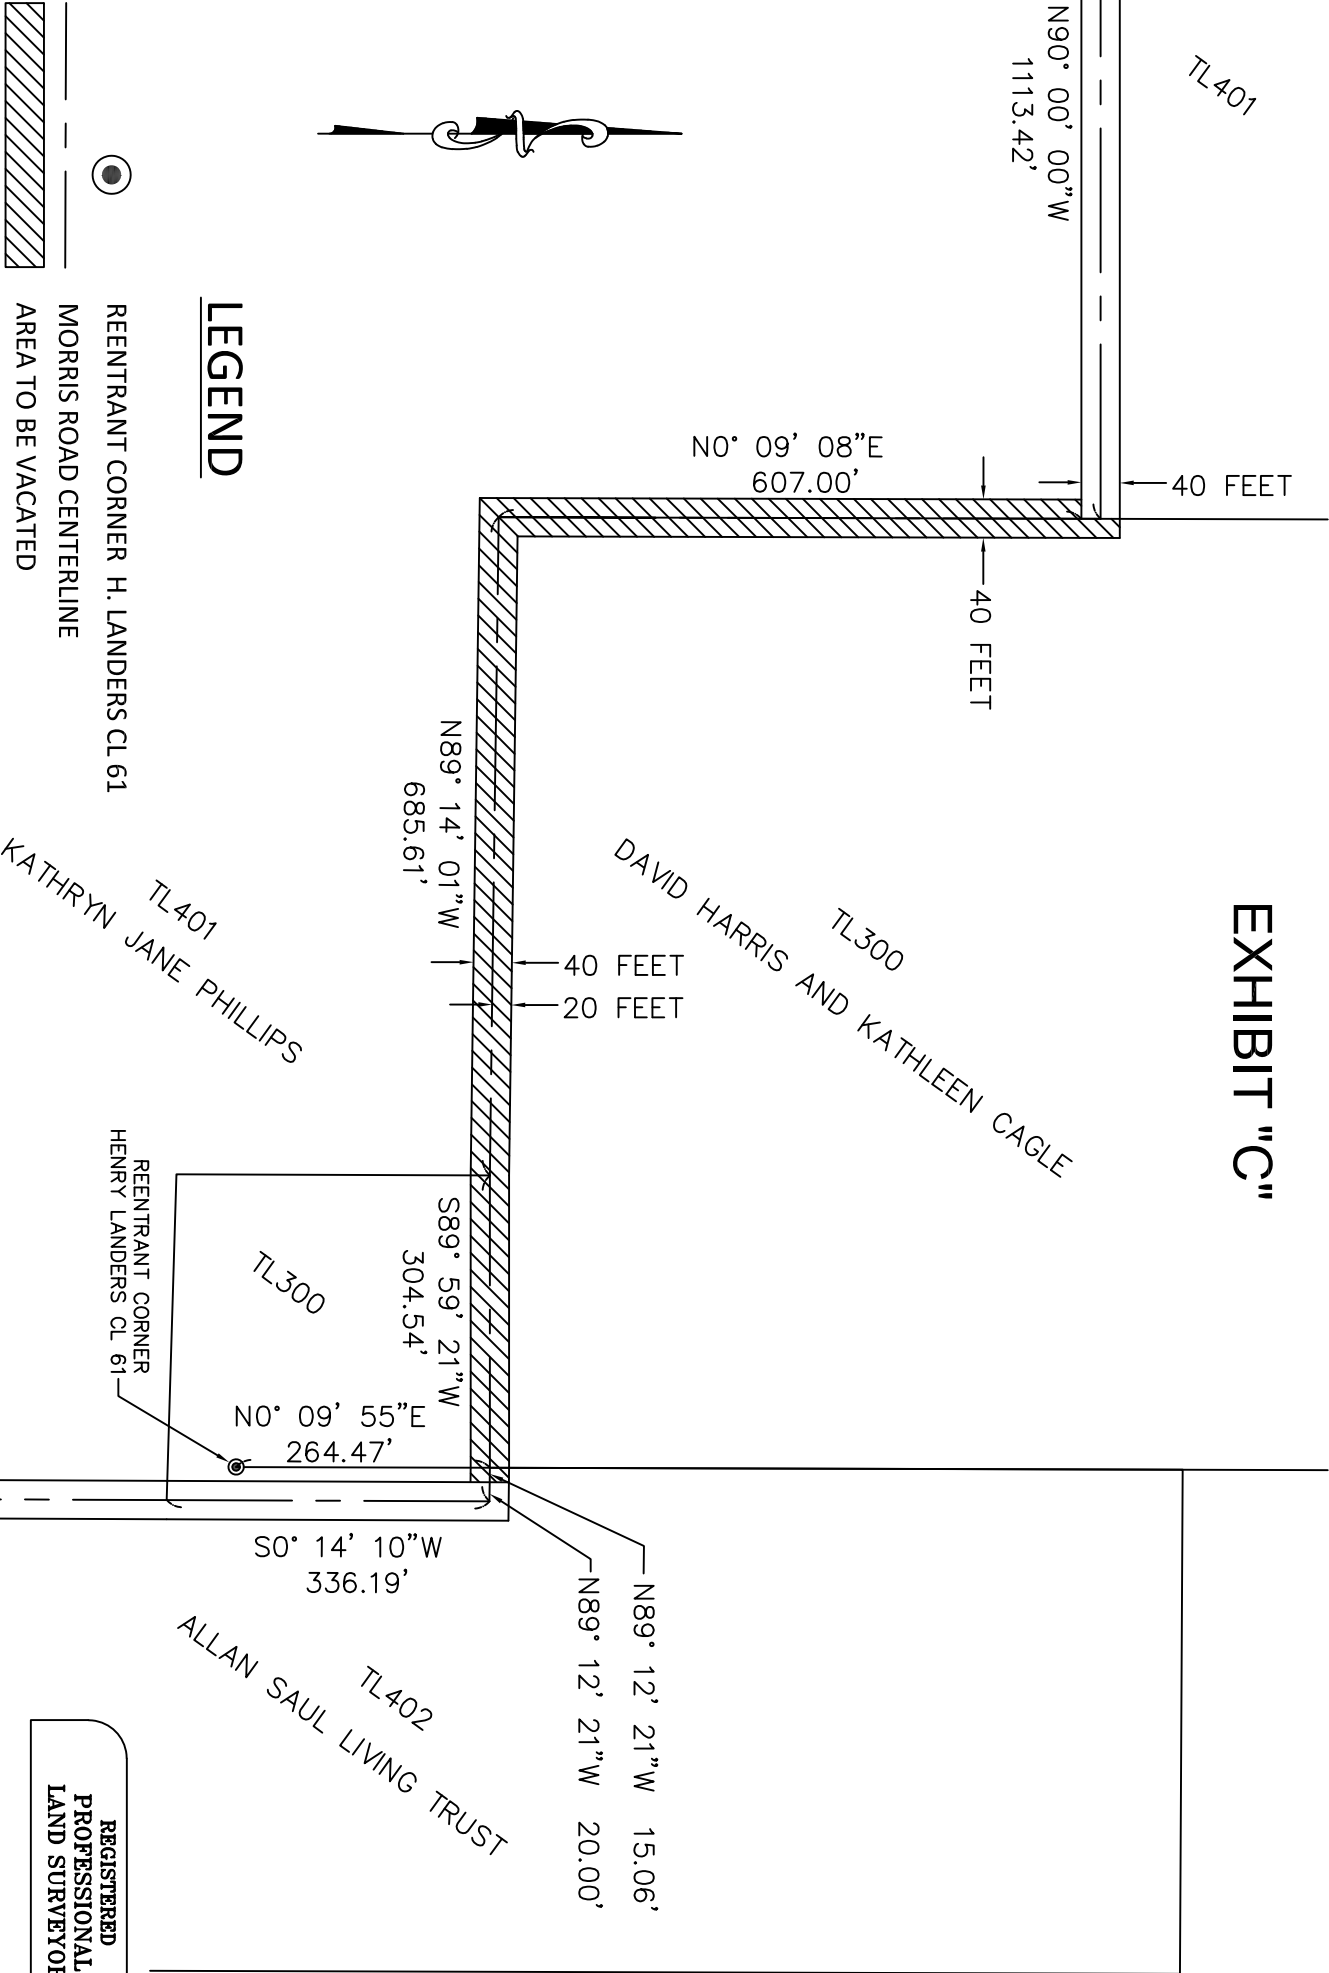 EXHIBIT "C"
TL401
N90° 00' 00"W
1113.42'
40 FEET
N0° 09' 08"E
607.00'
40 FEET
TL300
DAVID HARRIS AND KATHLEEN CAGLE
N89° 14' 01"W
685.61'
40 FEET
20 FEET
S89° 59' 21"W
304.54'
N89° 12' 21"W 15.06'
N89° 12' 21"W 20.00'
TL300
N0° 09' 55"E
264.47'
S0° 14' 10"W
336.19'
REENTRANT CORNER
HENRY LANDERS CL 61
TL401
KATHRYN JANE PHILLIPS
TL402
ALLAN SAUL LIVING TRUST
LEGEND
REENTRANT CORNER H. LANDERS CL 61
MORRIS ROAD CENTERLINE
AREA TO BE VACATED
REGISTERED
PROFESSIONAL
LAND SURVEYOR